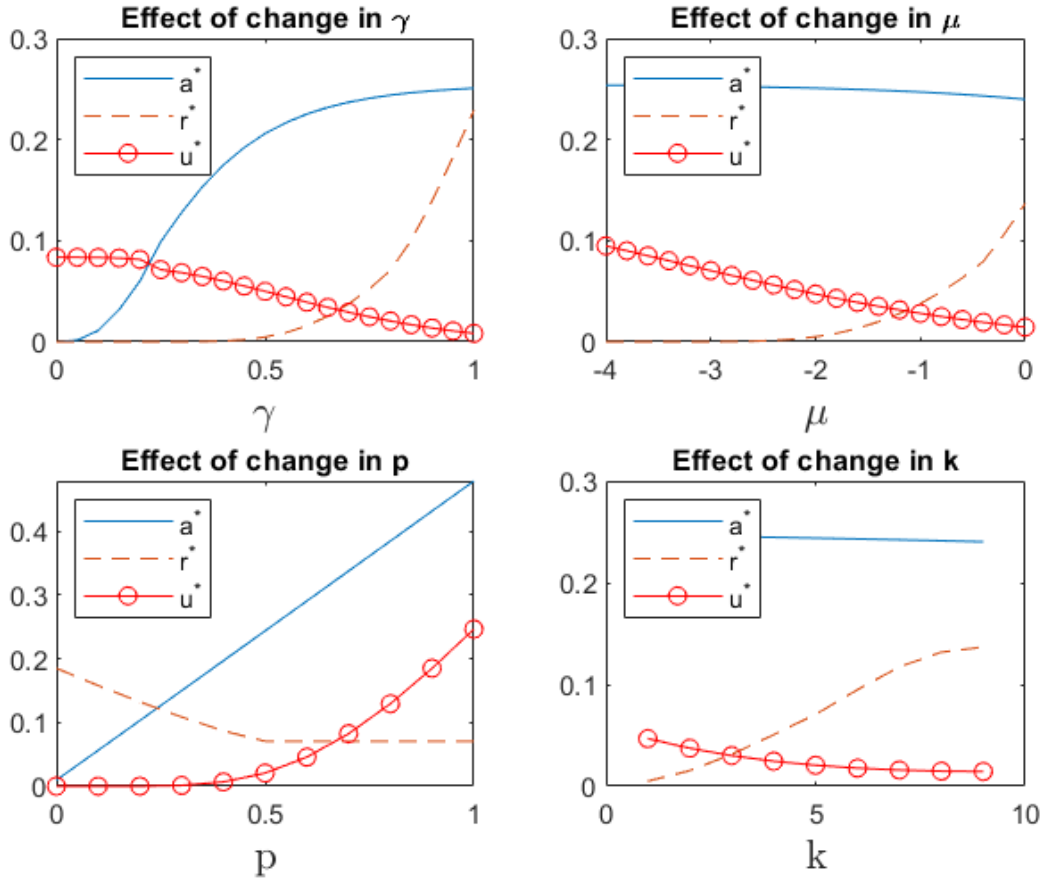 Effect of change in γ
0.3
0.2
0.1
0
a*
r*
u*
0
0.5
1
γ
Effect of change in μ
0.3
0.2
0.1
0
a*
r*
u*
-4
-3
-2
-1
0
μ
Effect of change in p
0.4
0.3
0.2
0.1
0
a*
r*
u*
0
0.5
1
p
Effect of change in k
0.3
0.2
0.1
0
a*
r*
u*
0
5
10
k